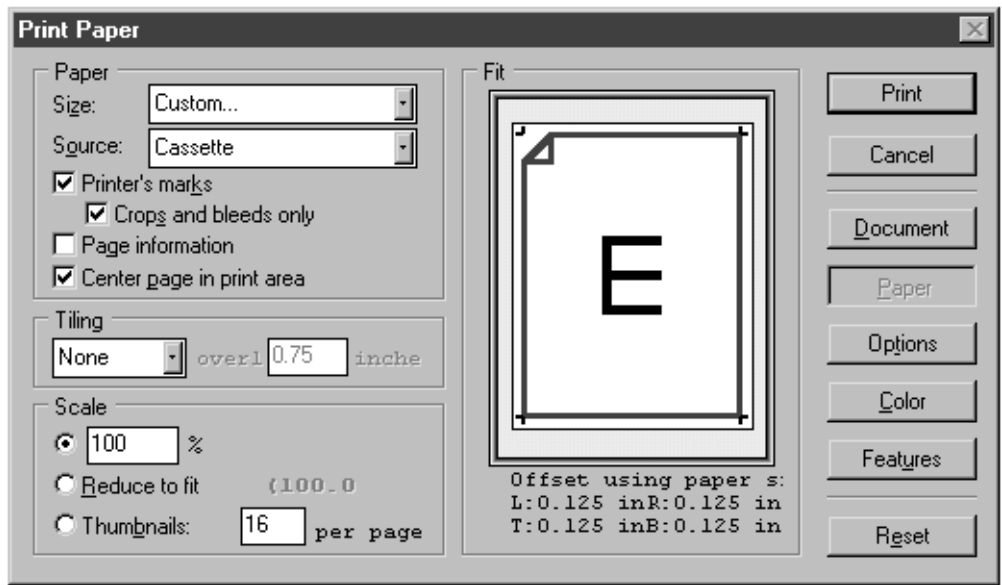 Print Paper
Paper
Size: Custom...
Source: Cassette
Printer's marks
Crops and bleeds only
Page information
Center page in print area
Tiling
None overl 0.75 inche
Scale
100 %
Reduce to fit (100.0
Thumbnails: 16 per page
Fit
E
Offset using paper s:
L:0.125 inR:0.125 in
T:0.125 inB:0.125 in
Print
Cancel
Document
Paper
Options
Color
Features
Reset